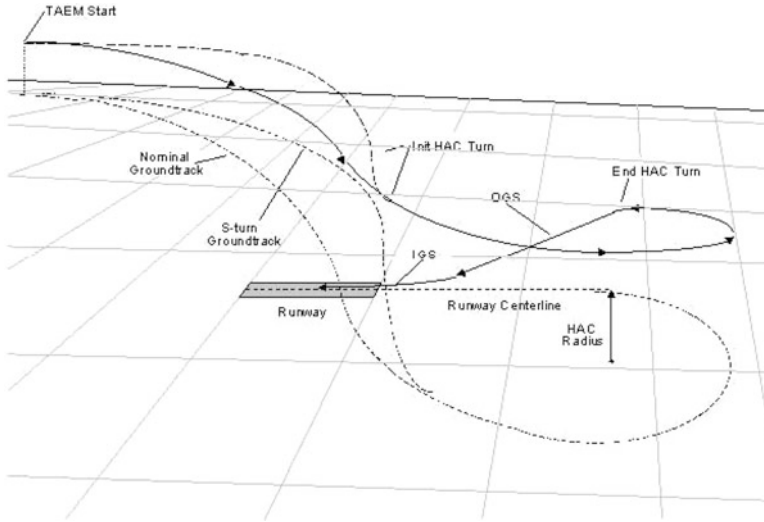 TAEM Start
Nominal
Groundtrack
Init HAC Turn
End HAC Turn
OGS
S-turn
Groundtrack
IGS
Runway
Runway Centerline
HAC
Radius